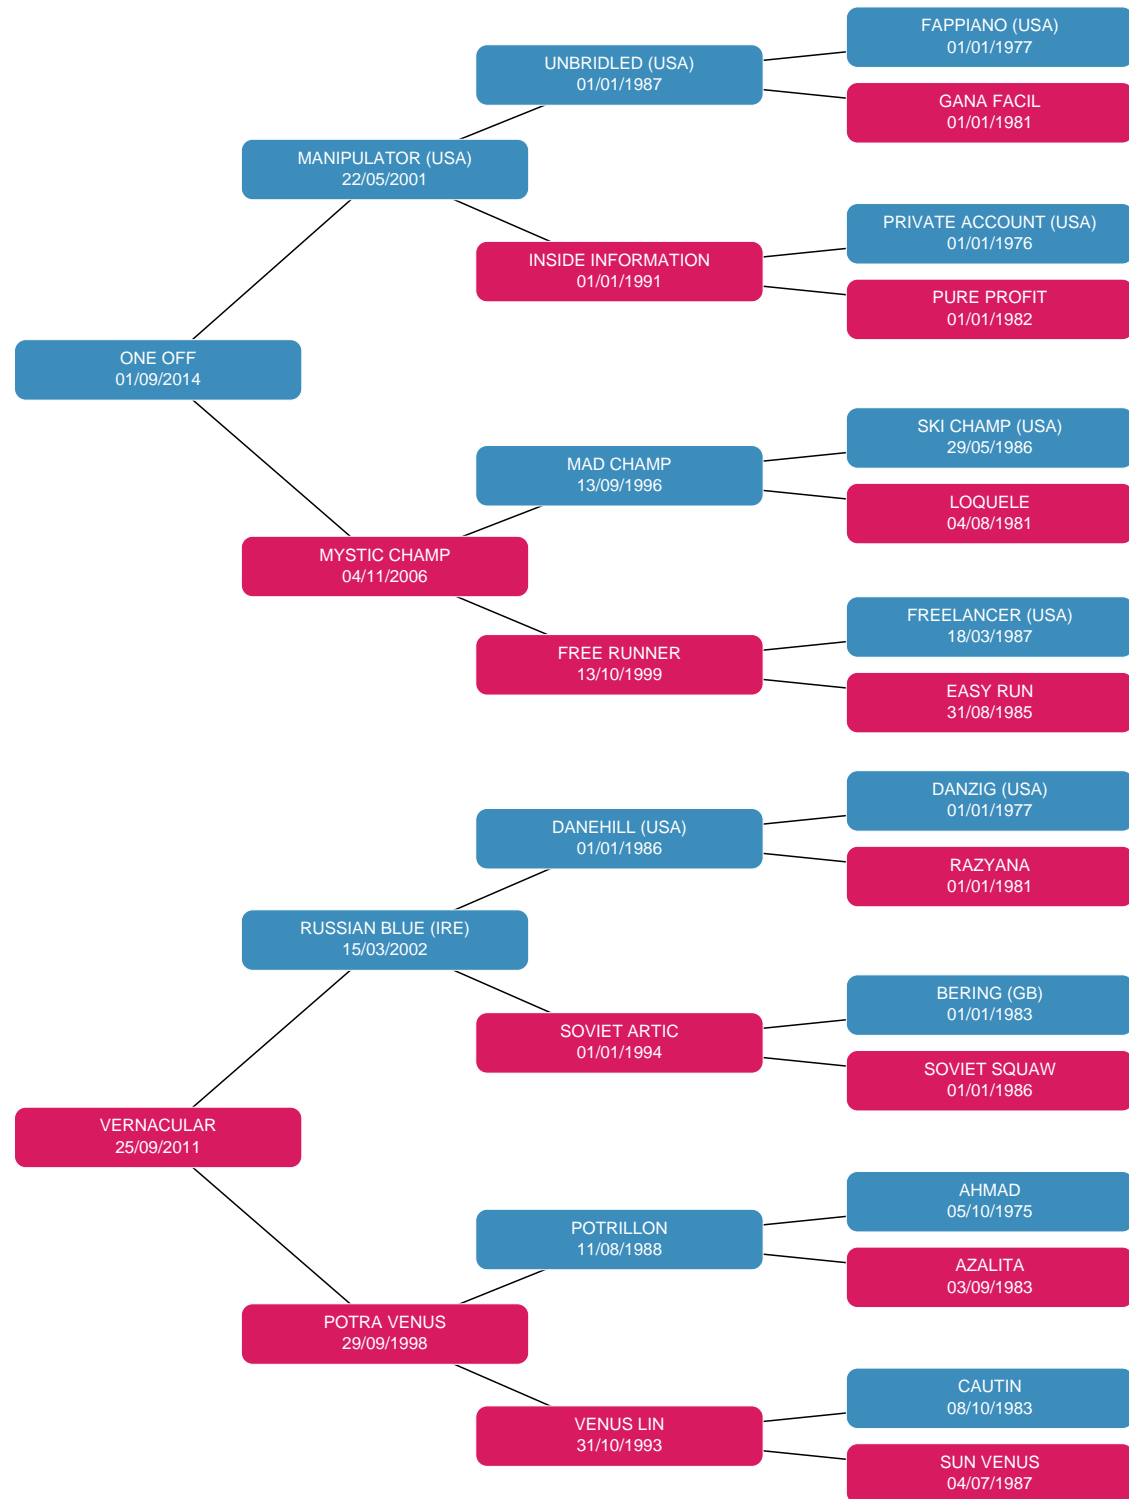 FAPPIANO (USA)
01/01/1977
UNBRIDLED (USA)
01/01/1987
GANA FACIL
01/01/1981
MANIPULATOR (USA)
22/05/2001
PRIVATE ACCOUNT (USA)
01/01/1976
INSIDE INFORMATION
01/01/1991
PURE PROFIT
01/01/1982
ONE OFF
01/09/2014
SKI CHAMP (USA)
29/05/1986
MAD CHAMP
13/09/1996
LOQUELE
04/08/1981
MYSTIC CHAMP
04/11/2006
FREELANCER (USA)
18/03/1987
FREE RUNNER
13/10/1999
EASY RUN
31/08/1985
DANZIG (USA)
01/01/1977
DANEHILL (USA)
01/01/1986
RAZYANA
01/01/1981
RUSSIAN BLUE (IRE)
15/03/2002
BERING (GB)
01/01/1983
SOVIET ARTIC
01/01/1994
SOVIET SQUAW
01/01/1986
VERNACULAR
25/09/2011
AHMAD
05/10/1975
POTRILLON
11/08/1988
AZALITA
03/09/1983
POTRA VENUS
29/09/1998
CAUTIN
08/10/1983
VENUS LIN
31/10/1993
SUN VENUS
04/07/1987